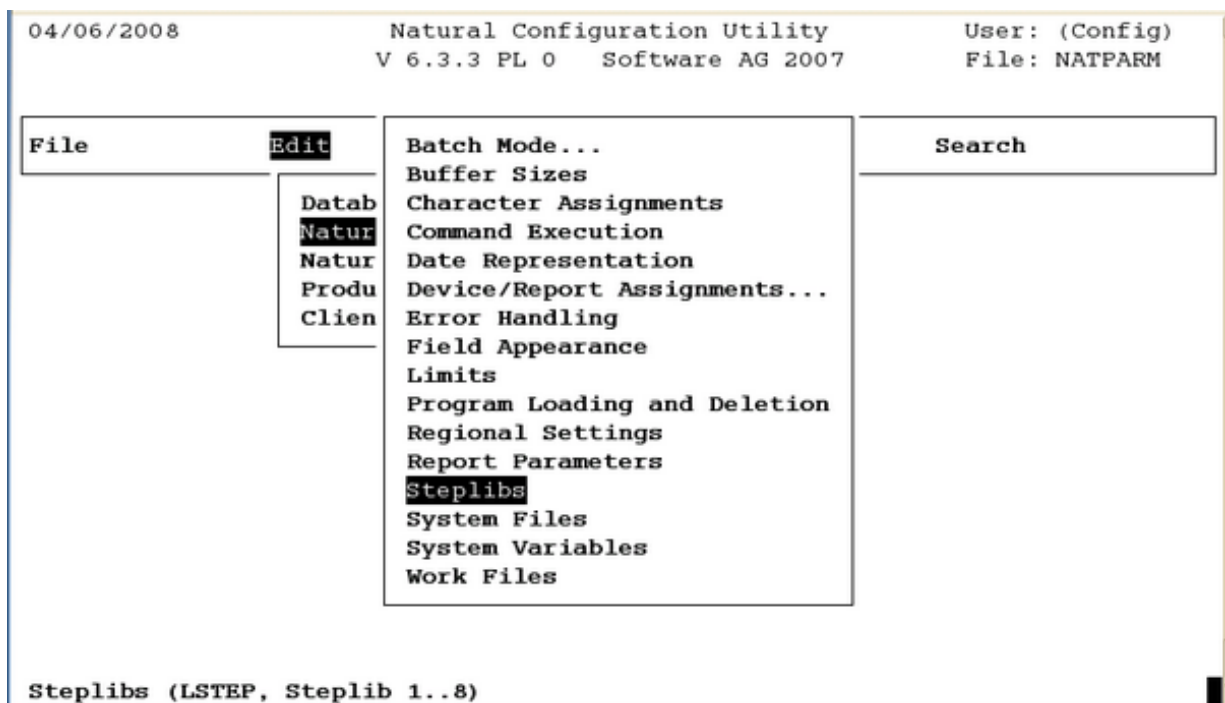 04/06/2008 Natural Configuration Utility User: (Config)
V 6.3.3 PL 0 Software AG 2007 File: NATPARM
File Edit Search
Datab
Natur
Natur
Produ
Clien
Batch Mode...
Buffer Sizes
Character Assignments
Command Execution
Date Representation
Device/Report Assignments...
Error Handling
Field Appearance
Limits
Program Loading and Deletion
Regional Settings
Report Parameters
Steplibs
System Files
System Variables
Work Files
Steplibs (LSTEP, Steplib 1..8)